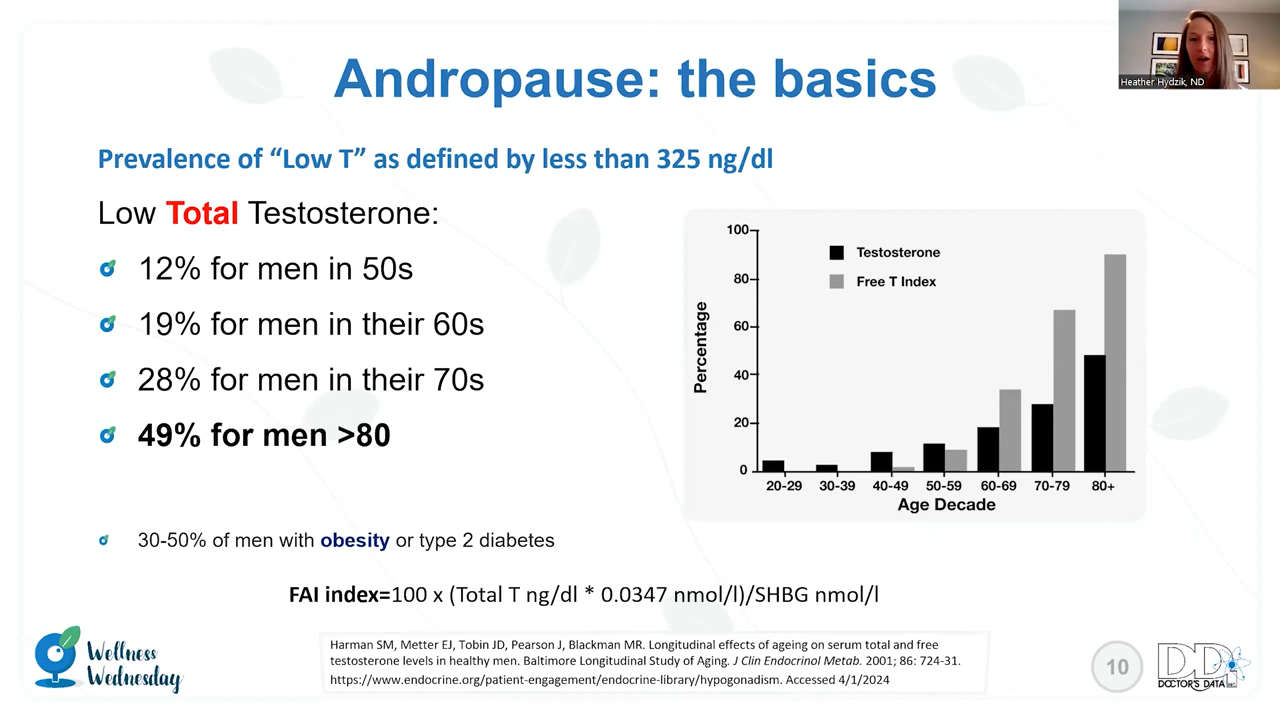 Andropause: the basics
Heather Hydzik, ND
Prevalence of “Low T” as defined by less than 325 ng/dl
Low Total Testosterone:
12% for men in 50s
19% for men in their 60s
28% for men in their 70s
49% for men >80
30-50% of men with obesity or type 2 diabetes
Percentage
100
80
60
40
20
0
Testosterone
Free T Index
20-29 30-39 40-49 50-59 60-69 70-79 80+
Age Decade
FAI index=100 x (Total T ng/dl * 0.0347 nmol/l)/SHBG nmol/l
Wellness
Wednesday
Harman SM, Metter EJ, Tobin JD, Pearson J, Blackman MR. Longitudinal effects of ageing on serum total and free
testosterone levels in healthy men. Baltimore Longitudinal Study of Aging. J Clin Endocrinol Metab. 2001; 86: 724-31.
https://www.endocrine.org/patient-engagement/endocrine-library/hypogonadism. Accessed 4/1/2024
10
DDI
DOCTOR'S DATA